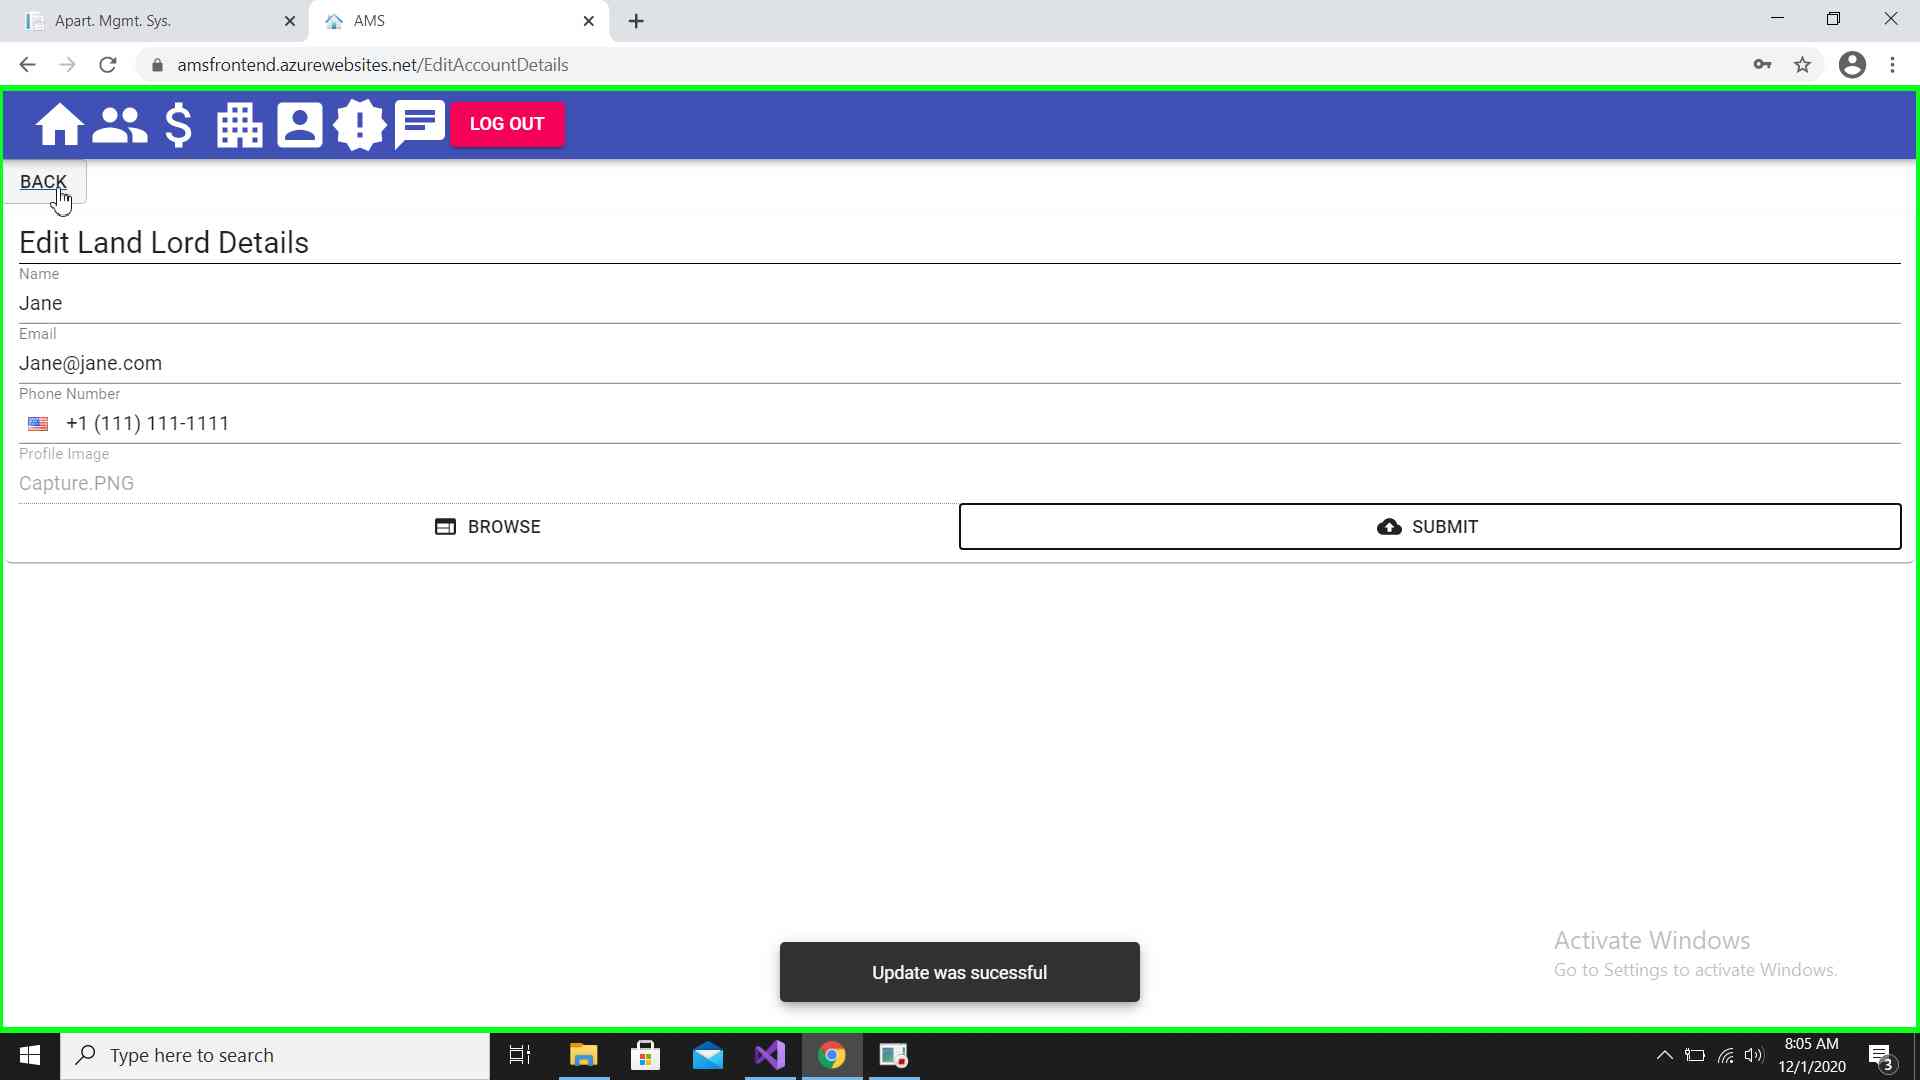 Apart. Mgmt. Sys.
AMS
amsfrontend.azurewebsites.net/EditAccountDetails
LOG OUT
BACK
Edit Land Lord Details
Name
Jane
Email
Jane@jane.com
Phone Number
+1 (111) 111-1111
Profile Image
Capture.PNG
BROWSE
SUBMIT
Activate Windows
Go to Settings to activate Windows.
Update was sucessful
Type here to search
8:05 AM
12/1/2020
3